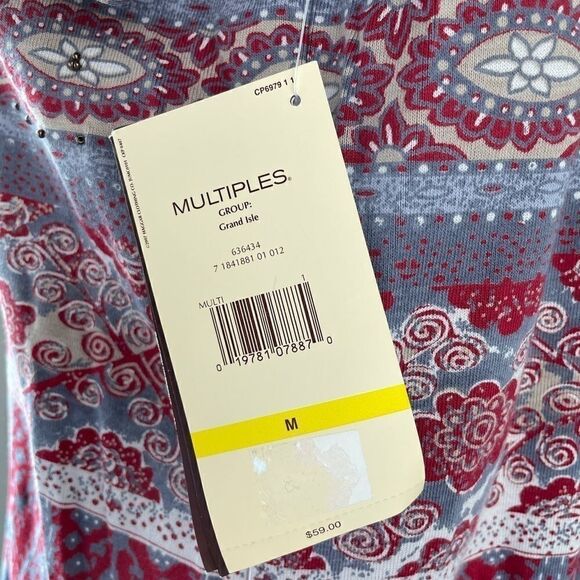 CP6979 1 1
MULTIPLES®
GROUP:
Grand Isle
636434
7 1841881 01 012
MULTI 1
0 19781 07887 0
M
$59.00